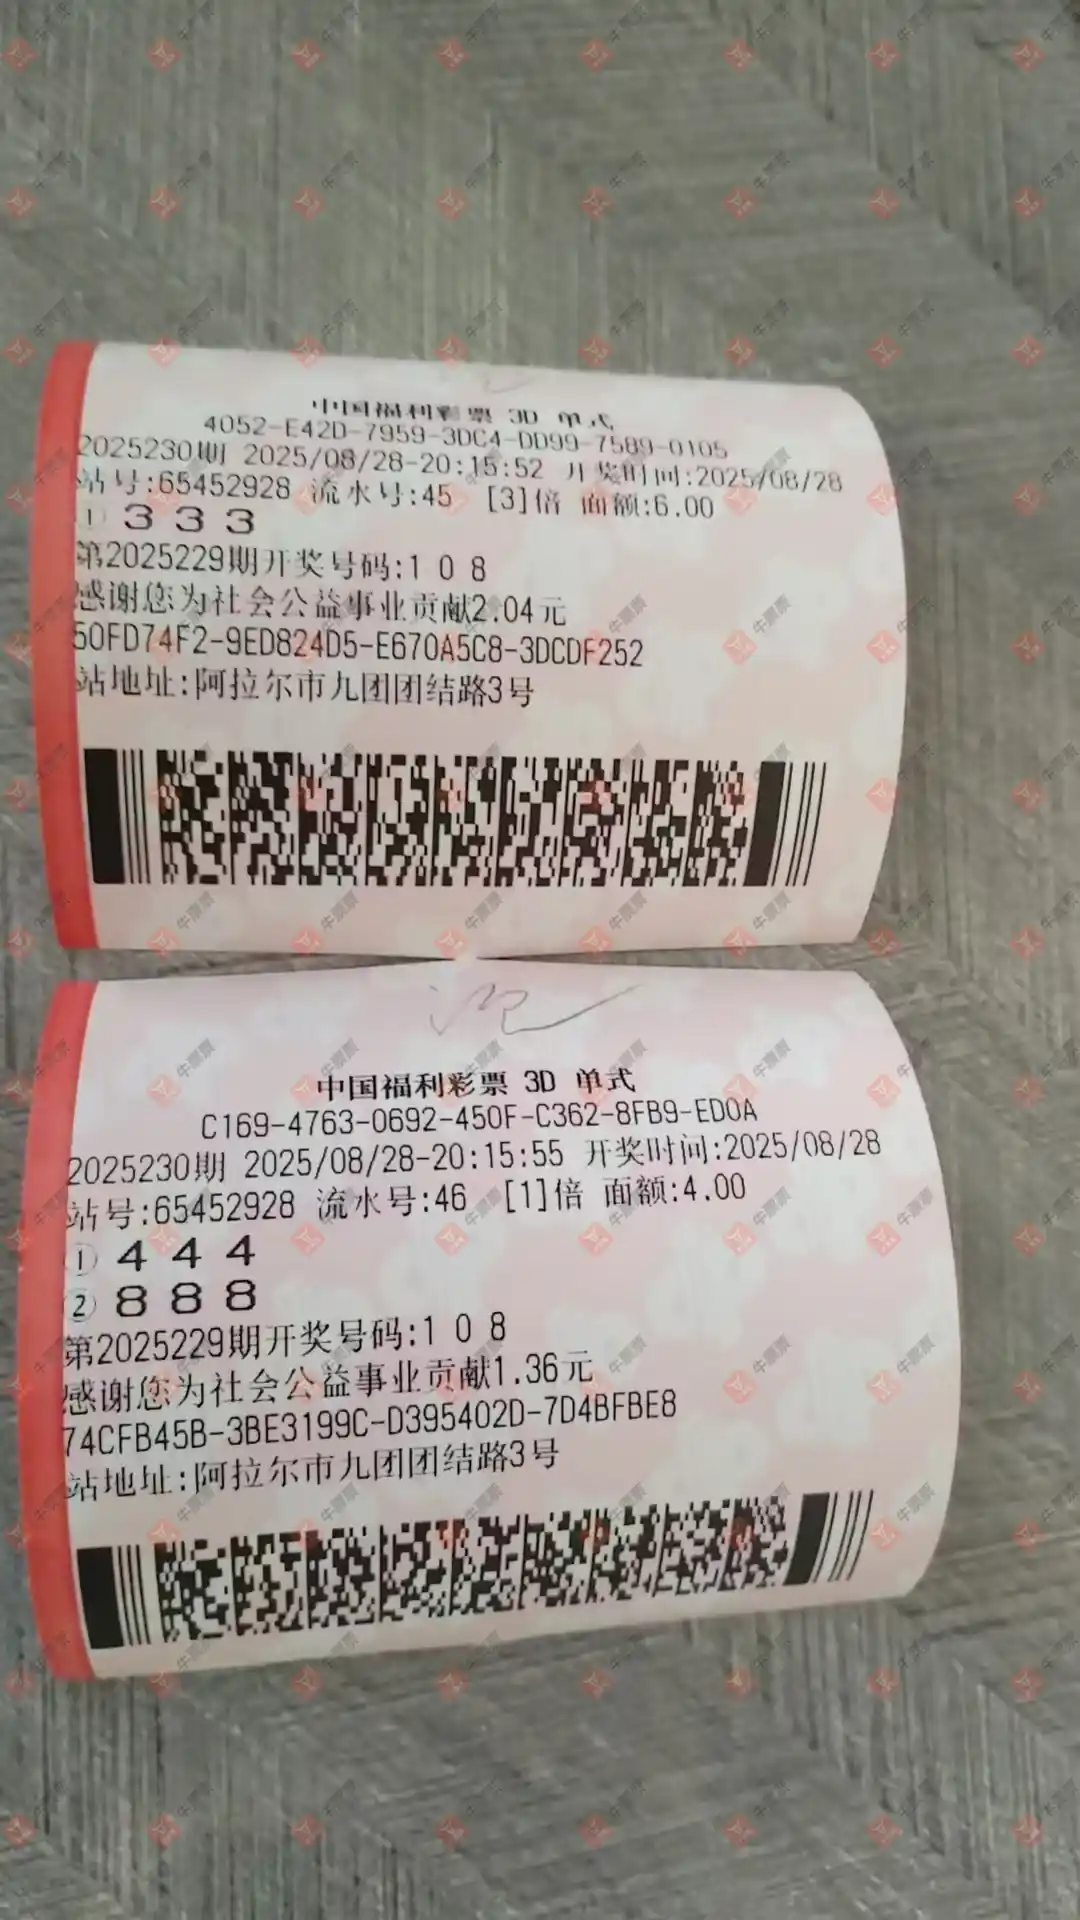 中国福利彩票 3D 单式
4052-E42D-7959-3DC4-DD99-7589-0105
2025230期 2025/08/28-20:15:52 开奖时间:2025/08/28
站号:65452928 流水号:45 [3]倍 面额:6.00
① 3 3 3
第2025229期开奖号码:1 0 8
感谢您为社会公益事业贡献2.04元
50FD74F2-9ED824D5-E670A5C8-3DCDF252
站地址:阿拉尔市九团团结路3号
中国福利彩票 3D 单式
C169-4763-0692-450F-C362-8FB9-ED0A
2025230期 2025/08/28-20:15:55 开奖时间:2025/08/28
站号:65452928 流水号:46 [1]倍 面额:4.00
① 4 4 4
② 8 8 8
第2025229期开奖号码:1 0 8
感谢您为社会公益事业贡献1.36元
74CFB45B-3BE3199C-D395402D-7D4BFBE8
站地址:阿拉尔市九团团结路3号